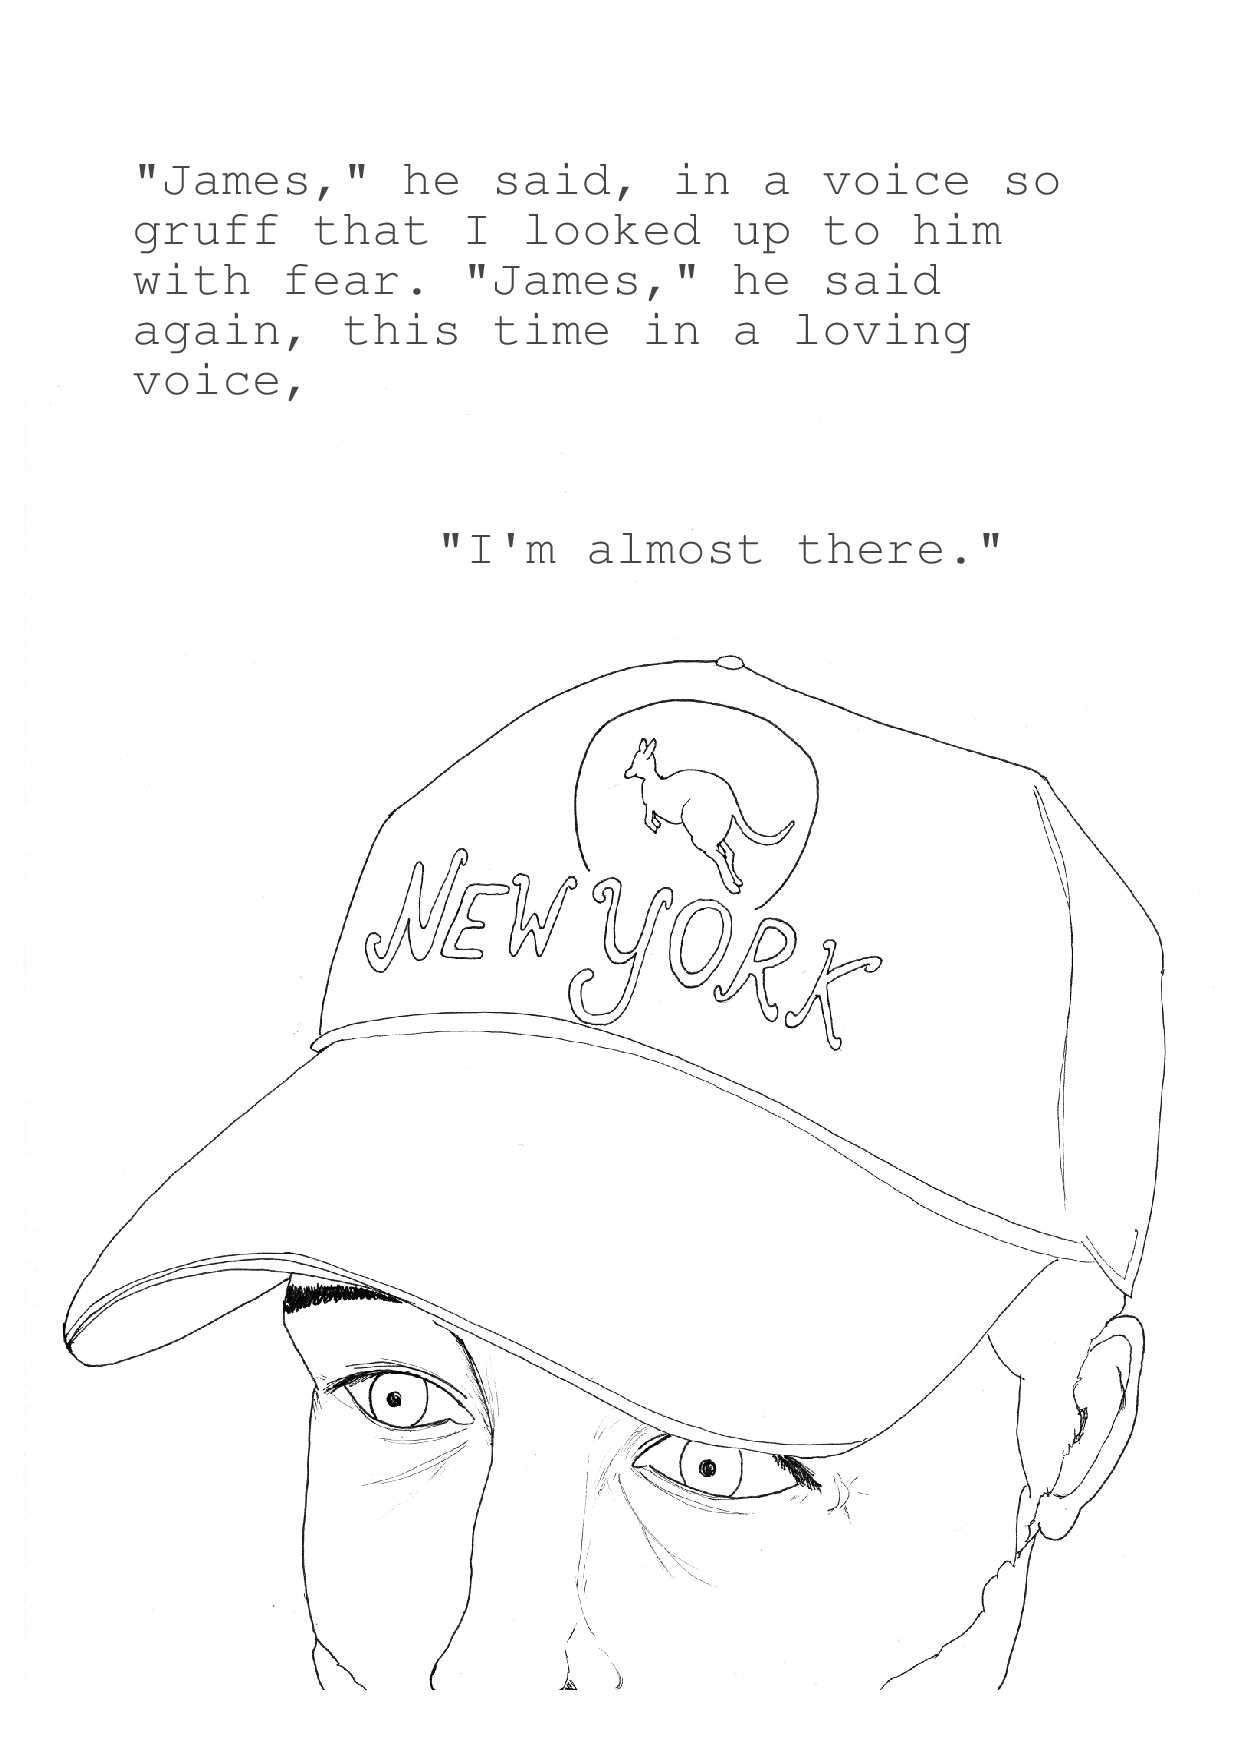 "James," he said, in a voice so
gruff that I looked up to him
with fear. "James," he said
again, this time in a loving
voice,
"I'm almost there."
NEW YORK